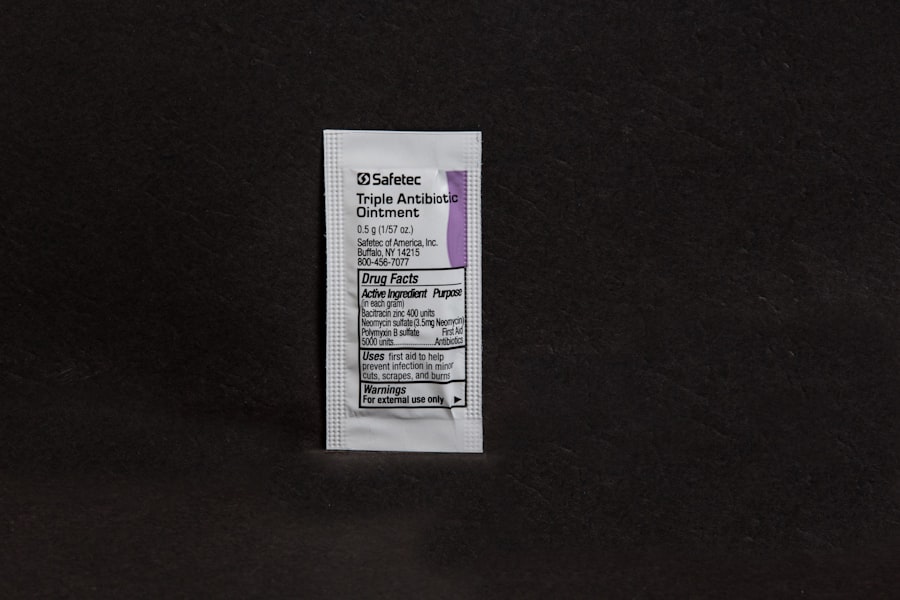 Safetec
Triple Antibiotic
Ointment
0.5 g (1/57 oz.)
Safetec of America, Inc.
Buffalo, NY 14215
800-456-7077
Drug Facts
Active Ingredient Purpose
(in each gram)
Bacitracin zinc 400 units
Neomycin sulfate (3.5mg Neomycin)
Polymyxin B sulfate First Aid
5000 units..............Antibiotics
Uses first aid to help
prevent infection in minor
cuts, scrapes, and burns
Warnings
For external use only